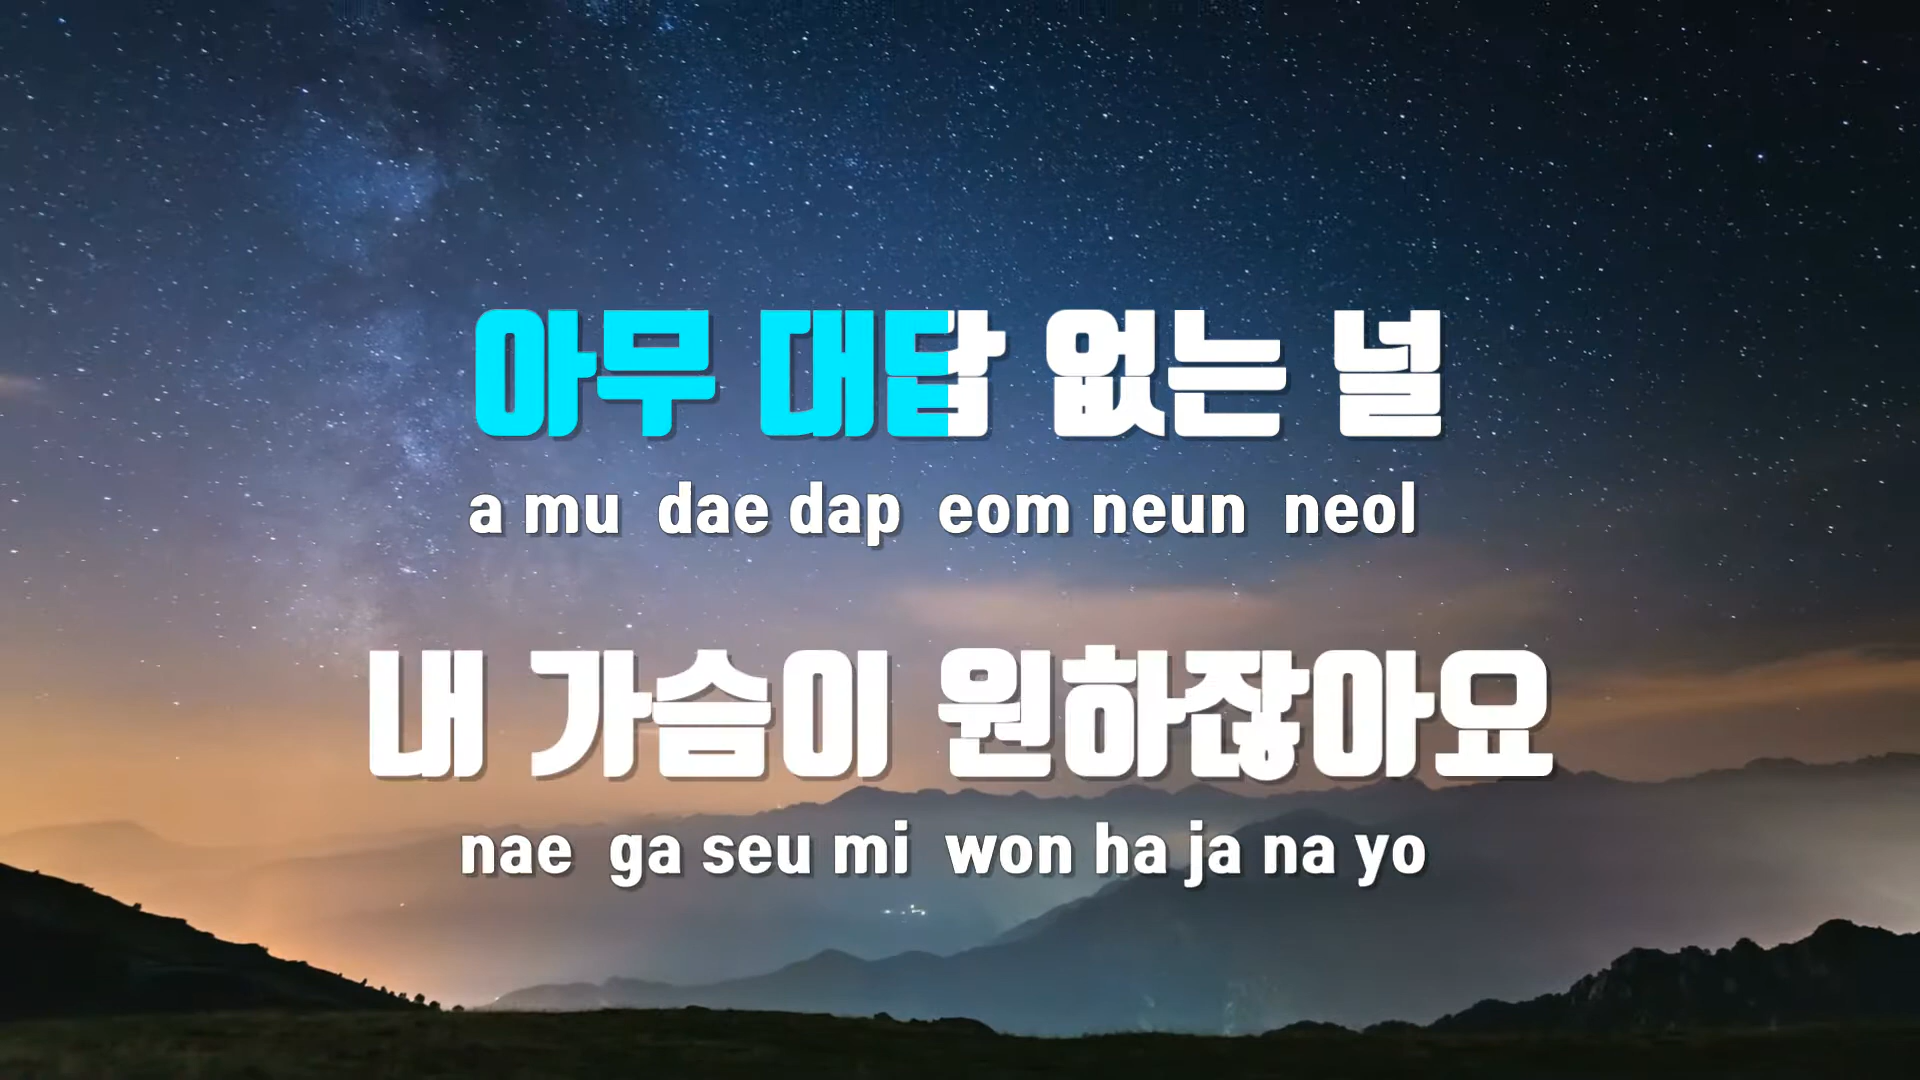 아무 대답 없는 널
a mu dae dap eom neun neol
내 가슴이 원하잖아요
nae ga seu mi won ha ja na yo